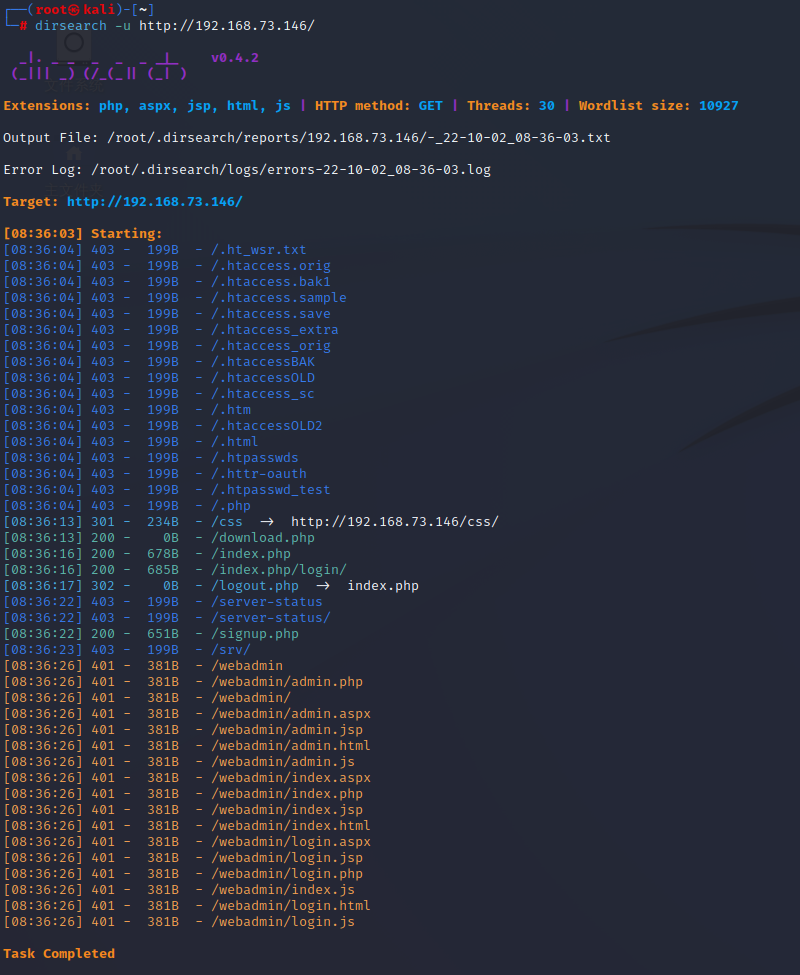 ┌──(root㉿kali)-[~]
└─# dirsearch -u http://192.168.73.146/
  _|. _ _  _  _  _ _|_    v0.4.2
 (_||| _) (/_(_|| (_| )
Extensions: php, aspx, jsp, html, js | HTTP method: GET | Threads: 30 | Wordlist size: 10927
Output File: /root/.dirsearch/reports/192.168.73.146/-_22-10-02_08-36-03.txt
Error Log: /root/.dirsearch/logs/errors-22-10-02_08-36-03.log
Target: http://192.168.73.146/
[08:36:03] Starting:
[08:36:04] 403 -  199B  - /.ht_wsr.txt
[08:36:04] 403 -  199B  - /.htaccess.orig
[08:36:04] 403 -  199B  - /.htaccess.bak1
[08:36:04] 403 -  199B  - /.htaccess.sample
[08:36:04] 403 -  199B  - /.htaccess.save
[08:36:04] 403 -  199B  - /.htaccess_extra
[08:36:04] 403 -  199B  - /.htaccess_orig
[08:36:04] 403 -  199B  - /.htaccessBAK
[08:36:04] 403 -  199B  - /.htaccessOLD
[08:36:04] 403 -  199B  - /.htaccess_sc
[08:36:04] 403 -  199B  - /.htm
[08:36:04] 403 -  199B  - /.htaccessOLD2
[08:36:04] 403 -  199B  - /.html
[08:36:04] 403 -  199B  - /.htpasswds
[08:36:04] 403 -  199B  - /.httr-oauth
[08:36:04] 403 -  199B  - /.htpasswd_test
[08:36:04] 403 -  199B  - /.php
[08:36:13] 301 -  234B  - /css  →  http://192.168.73.146/css/
[08:36:13] 200 -    0B  - /download.php
[08:36:16] 200 -  678B  - /index.php
[08:36:16] 200 -  685B  - /index.php/login/
[08:36:17] 302 -    0B  - /logout.php  →  index.php
[08:36:22] 403 -  199B  - /server-status
[08:36:22] 403 -  199B  - /server-status/
[08:36:22] 200 -  651B  - /signup.php
[08:36:23] 403 -  199B  - /srv/
[08:36:26] 401 -  381B  - /webadmin
[08:36:26] 401 -  381B  - /webadmin/admin.php
[08:36:26] 401 -  381B  - /webadmin/
[08:36:26] 401 -  381B  - /webadmin/admin.aspx
[08:36:26] 401 -  381B  - /webadmin/admin.jsp
[08:36:26] 401 -  381B  - /webadmin/admin.html
[08:36:26] 401 -  381B  - /webadmin/admin.js
[08:36:26] 401 -  381B  - /webadmin/index.aspx
[08:36:26] 401 -  381B  - /webadmin/index.php
[08:36:26] 401 -  381B  - /webadmin/index.jsp
[08:36:26] 401 -  381B  - /webadmin/index.html
[08:36:26] 401 -  381B  - /webadmin/login.aspx
[08:36:26] 401 -  381B  - /webadmin/login.jsp
[08:36:26] 401 -  381B  - /webadmin/login.php
[08:36:26] 401 -  381B  - /webadmin/index.js
[08:36:26] 401 -  381B  - /webadmin/login.html
[08:36:26] 401 -  381B  - /webadmin/login.js
Task Completed